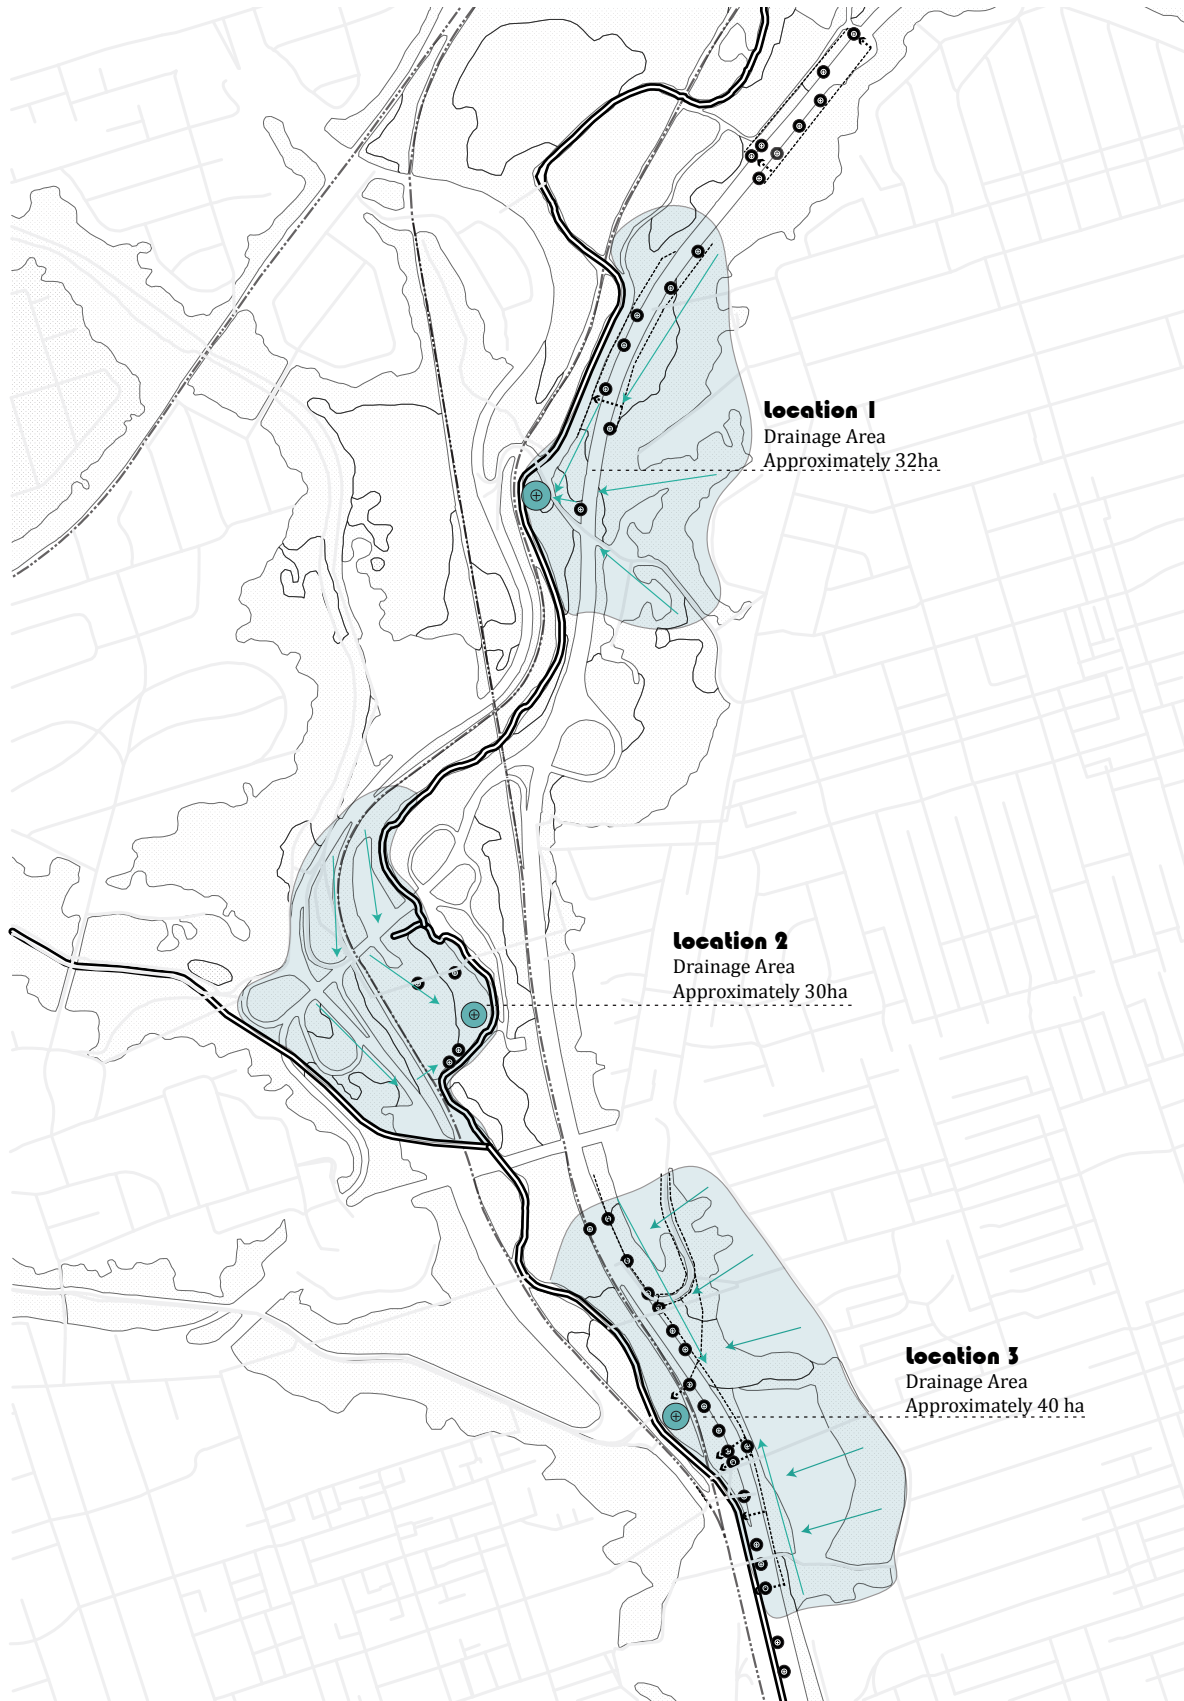 Location 1
Drainage Area
Approximately 32ha
Location 2
Drainage Area
Approximately 30ha
Location 3
Drainage Area
Approximately 40 ha